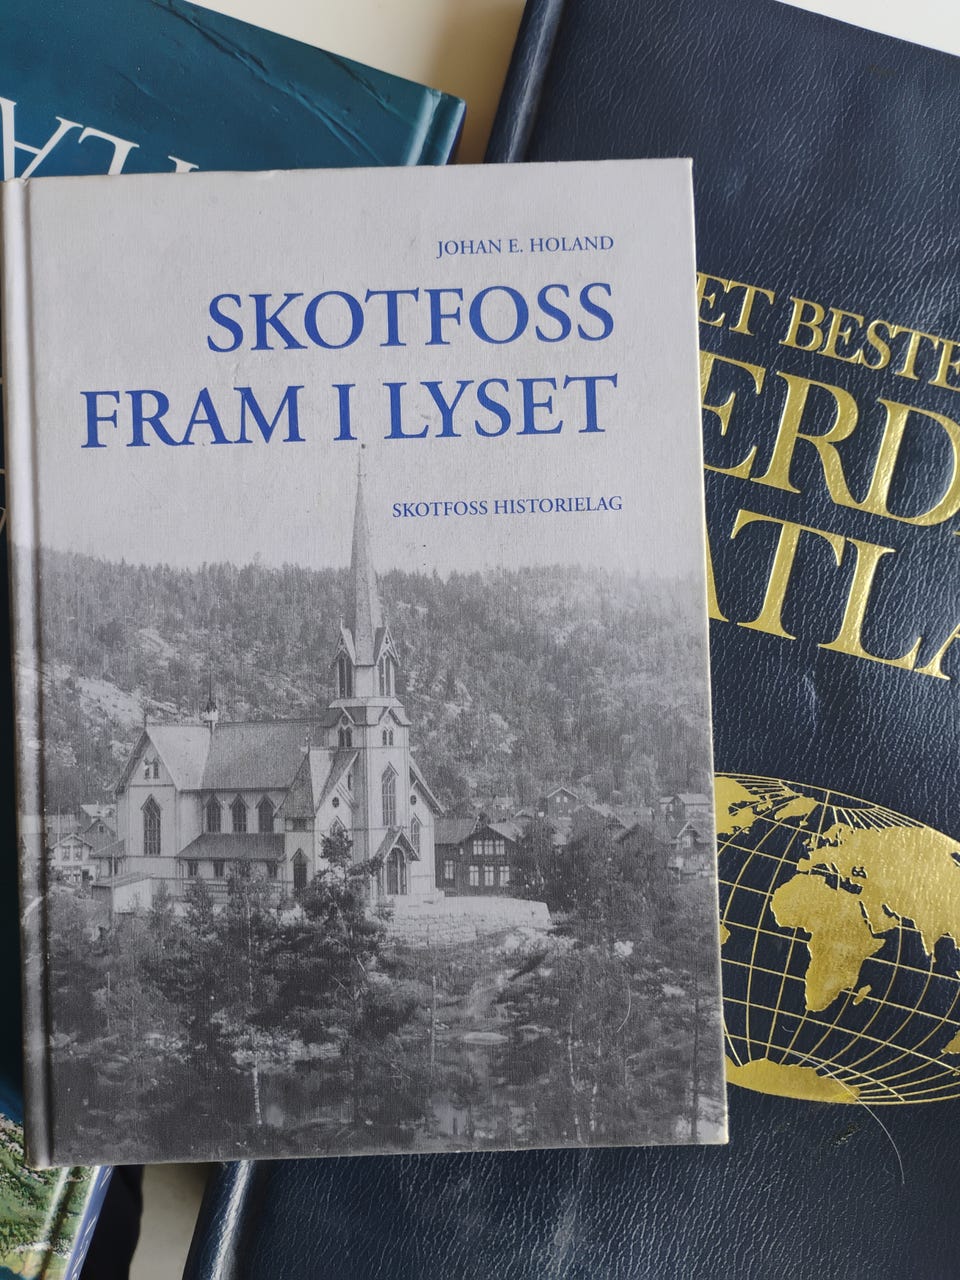 JOHAN E. HOLAND
SKOTFOSS
FRAM I LYSET
SKOTFOSS HISTORIELAG
ET BESTE
ERD
ATLA